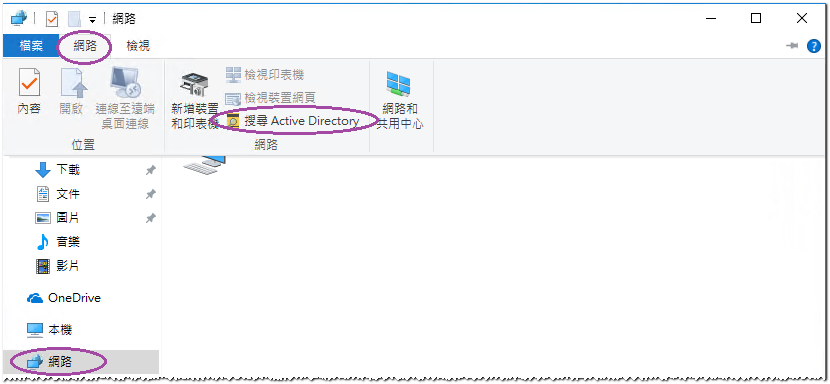 網路
檔案
網路
檢視
內容
開啟
連線至遠端
桌面連線
位置
新增裝置
和印表機
檢視印表機
檢視裝置網頁
搜尋 Active Directory
網路
網路和
共用中心
下載
文件
圖片
音樂
影片
OneDrive
本機
網路